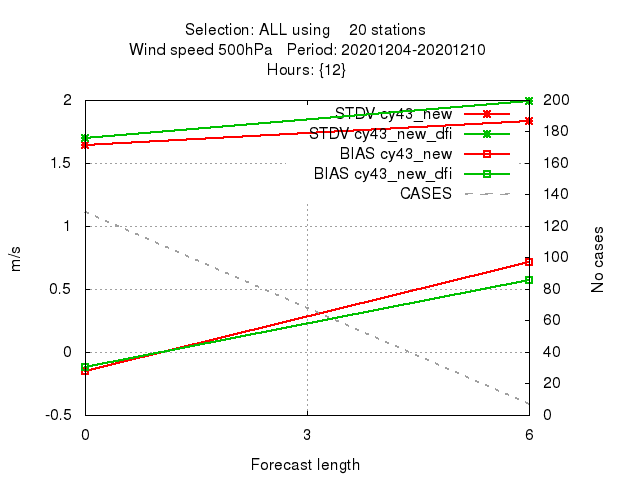 Selection: ALL using 20 stations
Wind speed 500hPa Period: 20201204-20201210
Hours: {12}
STDV cy43_new
STDV cy43_new_dfi
BIAS cy43_new
BIAS cy43_new_dfi
CASES
2
1.5
1
0.5
0
-0.5
m/s
200
180
160
140
120
100
80
60
40
20
0
No cases
0 3 6
Forecast length